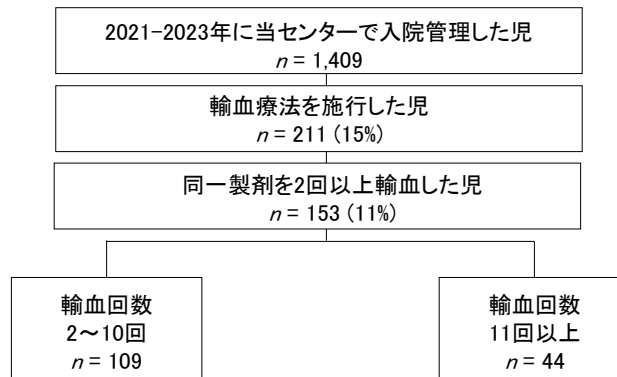 2021-2023年に当センターで入院管理した児
n = 1,409
輸血療法を施行した児
n = 211 (15%)
同一製剤を2回以上輸血した児
n = 153 (11%)
輸血回数
2～10回
n = 109
輸血回数
11回以上
n = 44